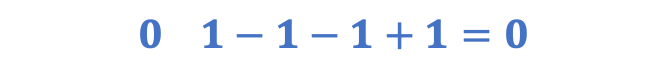 0 1 − 1 − 1 + 1 = 0